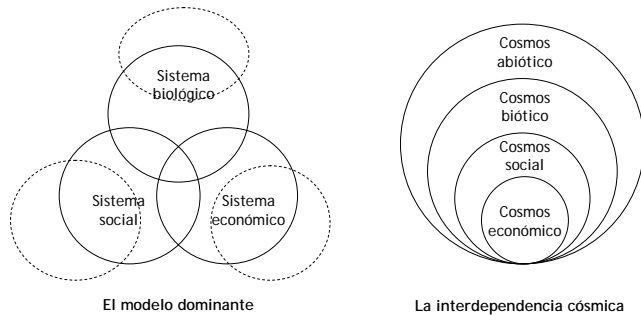 Sistema
biológico
Sistema
social
Sistema
económico
El modelo dominante
Cosmos
abiótico
Cosmos
biótico
Cosmos
social
Cosmos
económico
La interdependencia cósmica